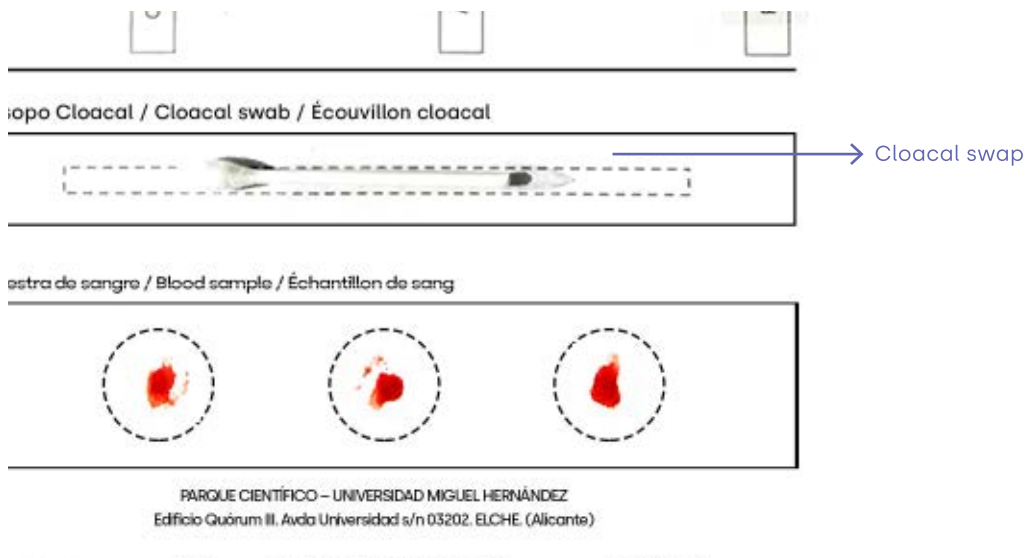 sopo Cloacal / Cloacal swab / Écouvillon cloacal
Cloacal swap
estra de sangre / Blood sample / Échantillon de sang
PARQUE CIENTÍFICO – UNIVERSIDAD MIGUEL HERNÁNDEZ
Edificio Quórum III. Avda Universidad s/n 03202. ELCHE. (Alicante)